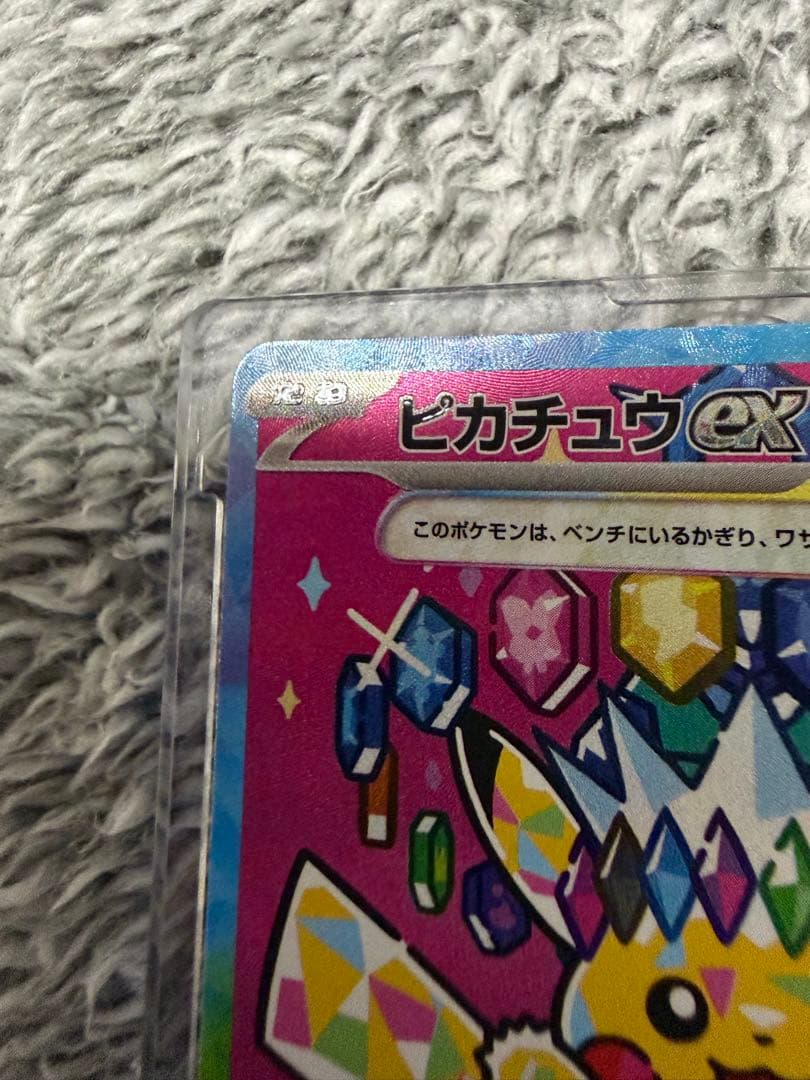 たね
ピカチュウex
このポケモンは、ベンチにいるかぎり、ワザ